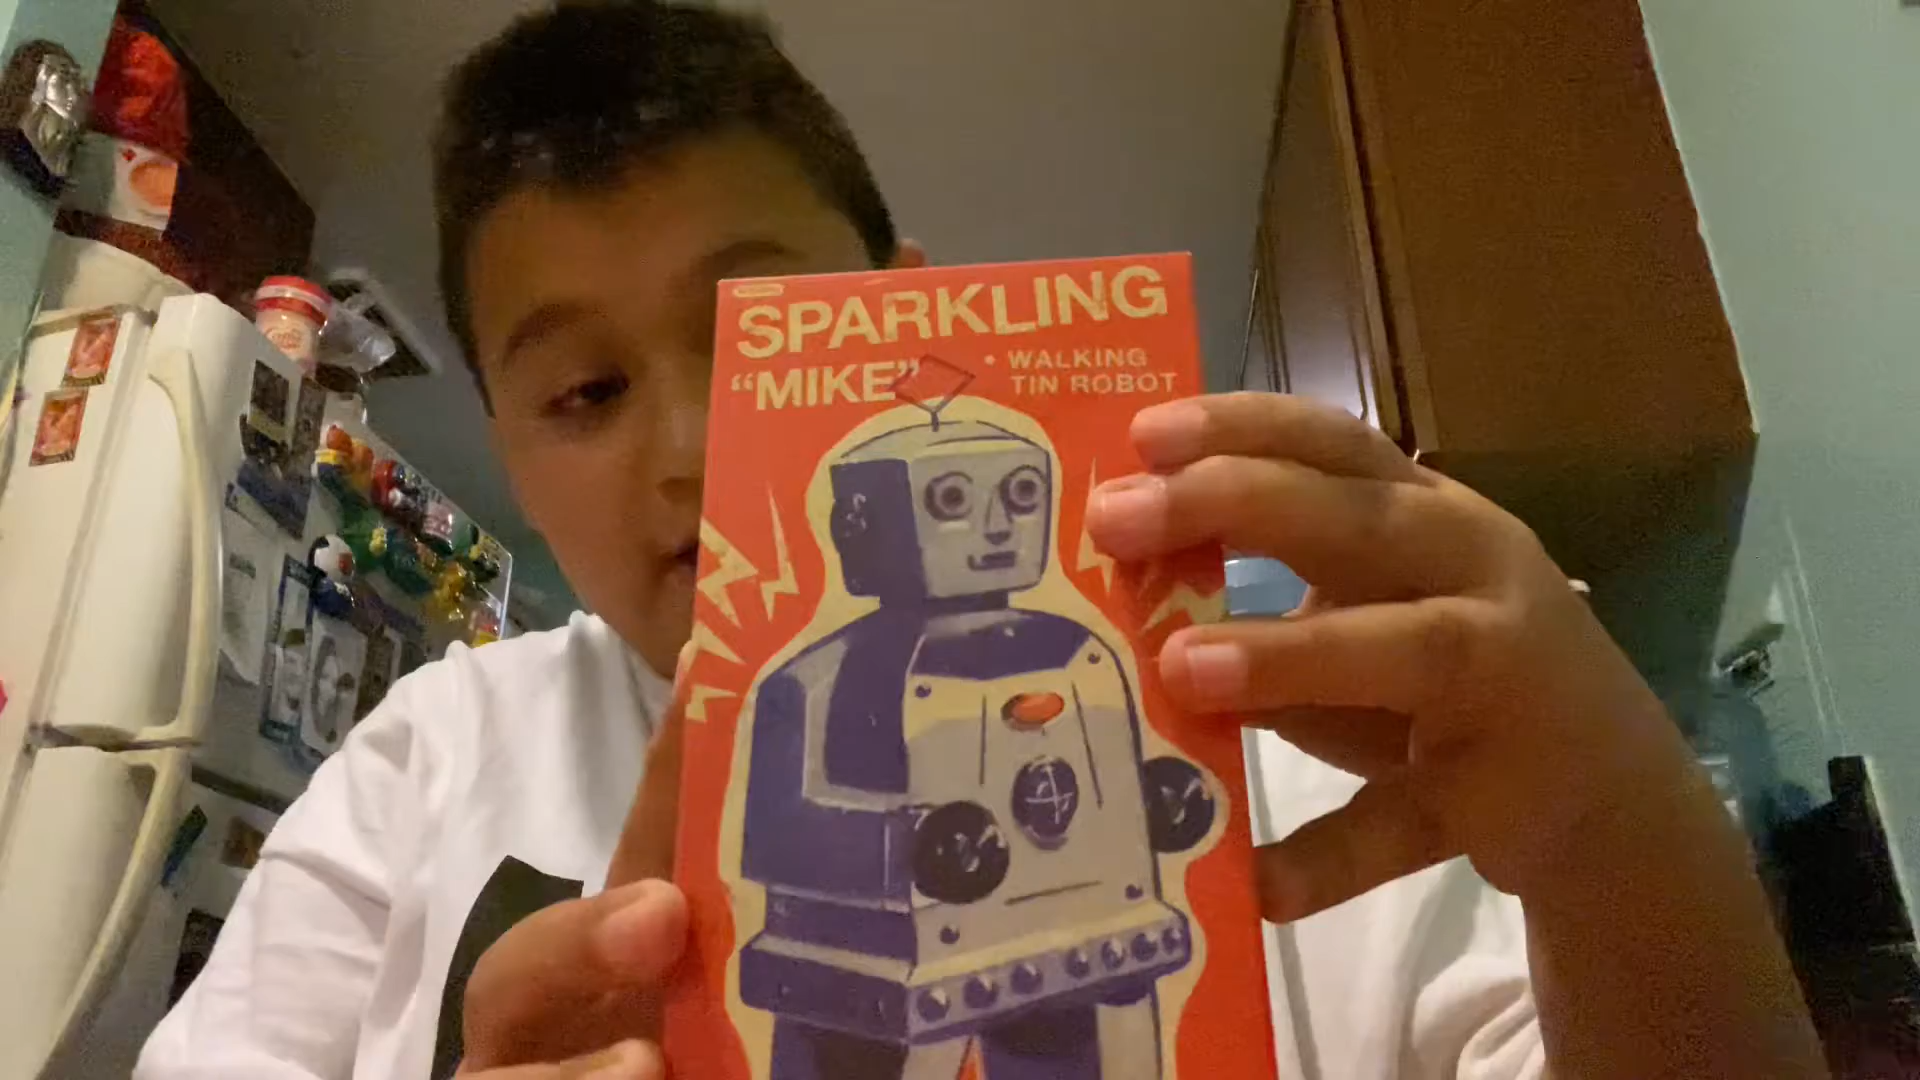 SPARKLING
"MIKE"
• WALKING
TIN ROBOT